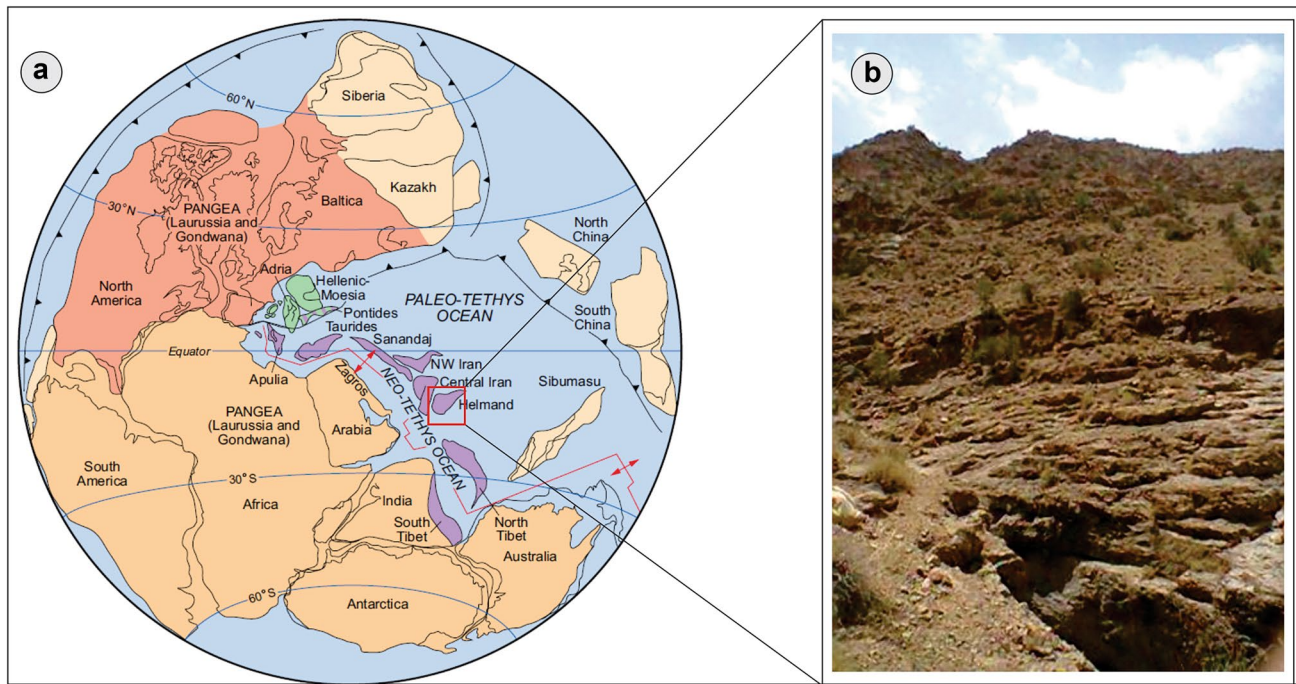 a
60°N
Siberia
Kazakh
30°N
PANGEA
(Laurussia and
Gondwana)
Baltica
North
America
Adria
Hellenic-
Moesia
Pontides
Taurides
PALEO-TETHYS
OCEAN
North
China
South
China
Sanandaj
Equator
NW Iran
Apulia
Zagros
Central Iran
Helmand
Sibumasu
NEO-TETHYS OCEAN
PANGEA
(Laurussia and
Gondwana)
Arabia
South
America
30°S
Africa
India
South
Tibet
North
Tibet
Australia
60°S
Antarctica
b